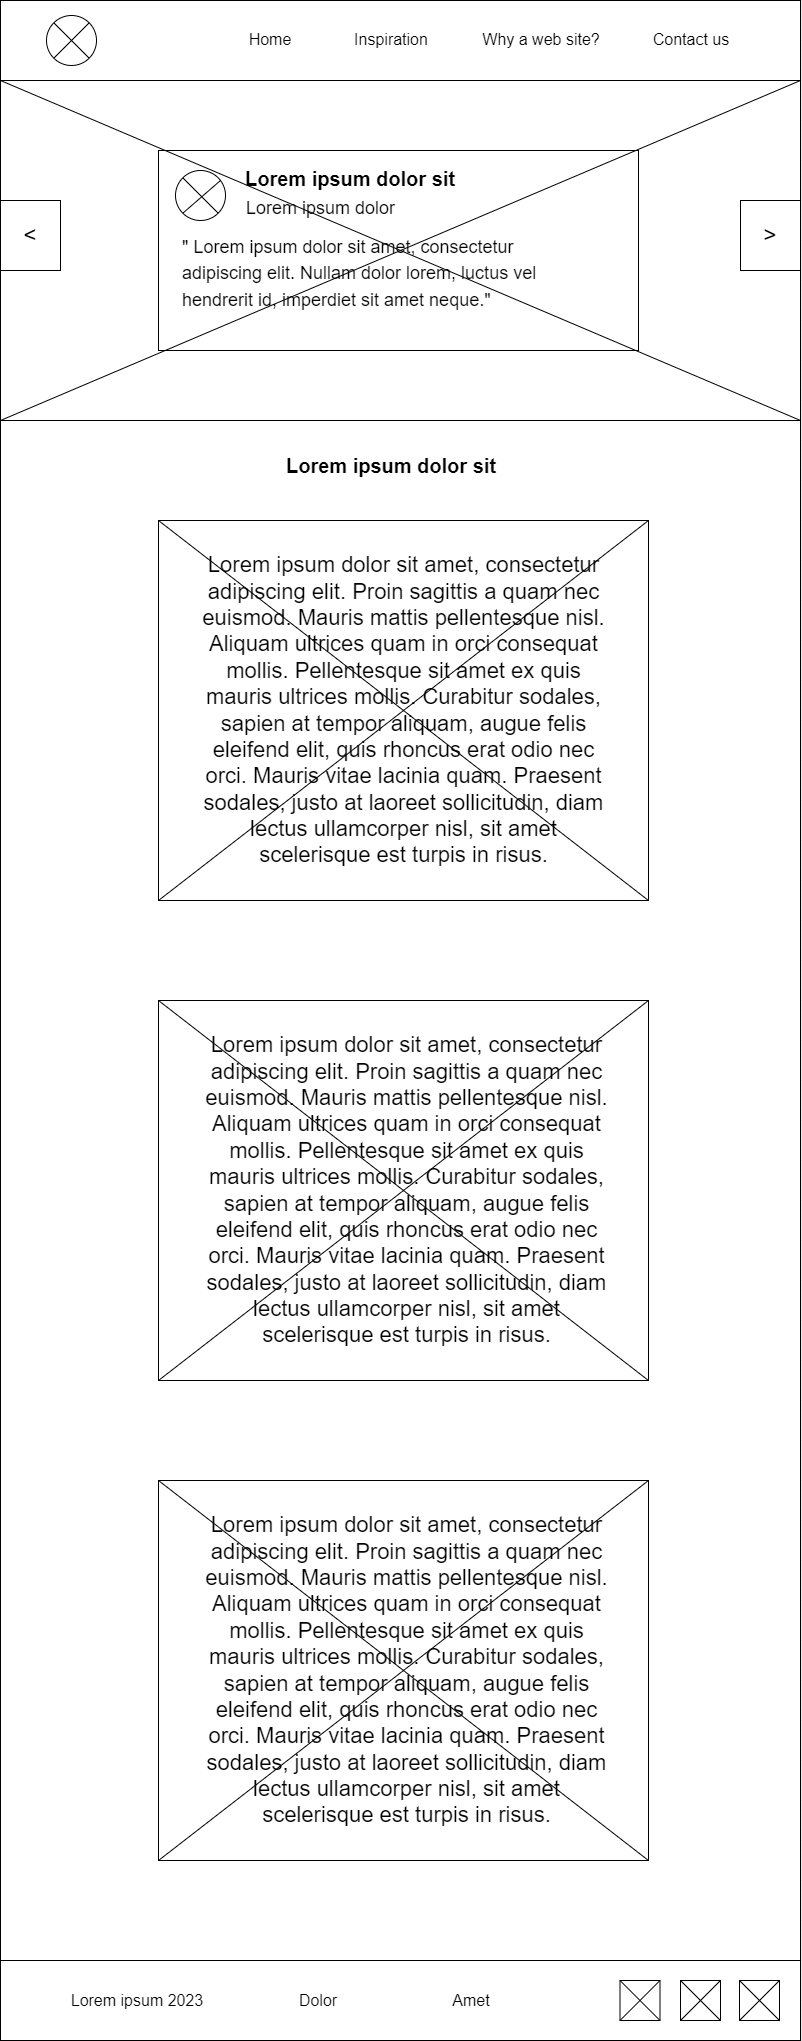 Home Inspiration Why a web site? Contact us
Lorem ipsum dolor sit
Lorem ipsum dolor
" Lorem ipsum dolor sit amet, consectetur
adipiscing elit. Nullam dolor lorem, luctus vel
hendrerit id, imperdiet sit amet neque."
<
>
Lorem ipsum dolor sit
Lorem ipsum dolor sit amet, consectetur
adipiscing elit. Proin sagittis a quam nec
euismod. Mauris mattis pellentesque nisl.
Aliquam ultrices quam in orci consequat
mollis. Pellentesque sit amet ex quis
mauris ultrices mollis. Curabitur sodales,
sapien at tempor aliquam, augue felis
eleifend elit, quis rhoncus erat odio nec
orci. Mauris vitae lacinia quam. Praesent
sodales, justo at laoreet sollicitudin, diam
lectus ullamcorper nisl, sit amet
scelerisque est turpis in risus.
Lorem ipsum dolor sit amet, consectetur
adipiscing elit. Proin sagittis a quam nec
euismod. Mauris mattis pellentesque nisl.
Aliquam ultrices quam in orci consequat
mollis. Pellentesque sit amet ex quis
mauris ultrices mollis. Curabitur sodales,
sapien at tempor aliquam, augue felis
eleifend elit, quis rhoncus erat odio nec
orci. Mauris vitae lacinia quam. Praesent
sodales, justo at laoreet sollicitudin, diam
lectus ullamcorper nisl, sit amet
scelerisque est turpis in risus.
Lorem ipsum dolor sit amet, consectetur
adipiscing elit. Proin sagittis a quam nec
euismod. Mauris mattis pellentesque nisl.
Aliquam ultrices quam in orci consequat
mollis. Pellentesque sit amet ex quis
mauris ultrices mollis. Curabitur sodales,
sapien at tempor aliquam, augue felis
eleifend elit, quis rhoncus erat odio nec
orci. Mauris vitae lacinia quam. Praesent
sodales, justo at laoreet sollicitudin, diam
lectus ullamcorper nisl, sit amet
scelerisque est turpis in risus.
Lorem ipsum 2023 Dolor Amet